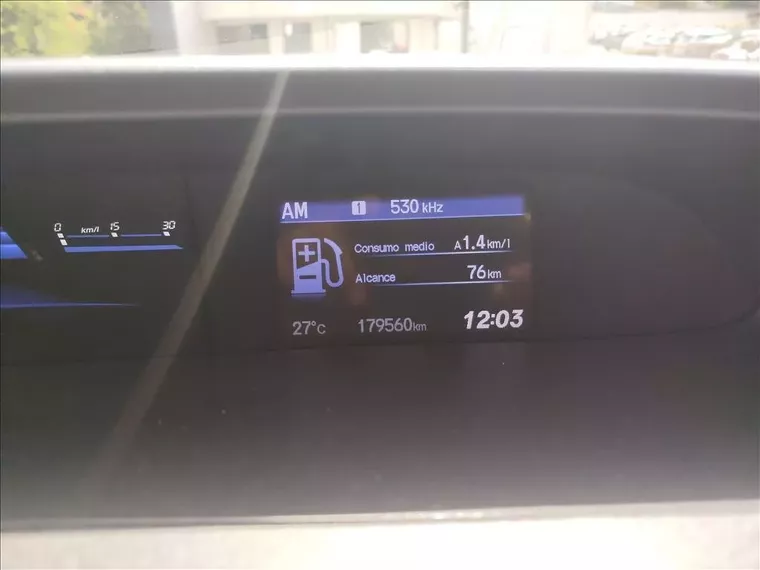 AM 1 530 kHz
0 km/l 15 30
Consumo medio A 1.4 km/l
Alcance 76 km
27°C 179560 km 12:03